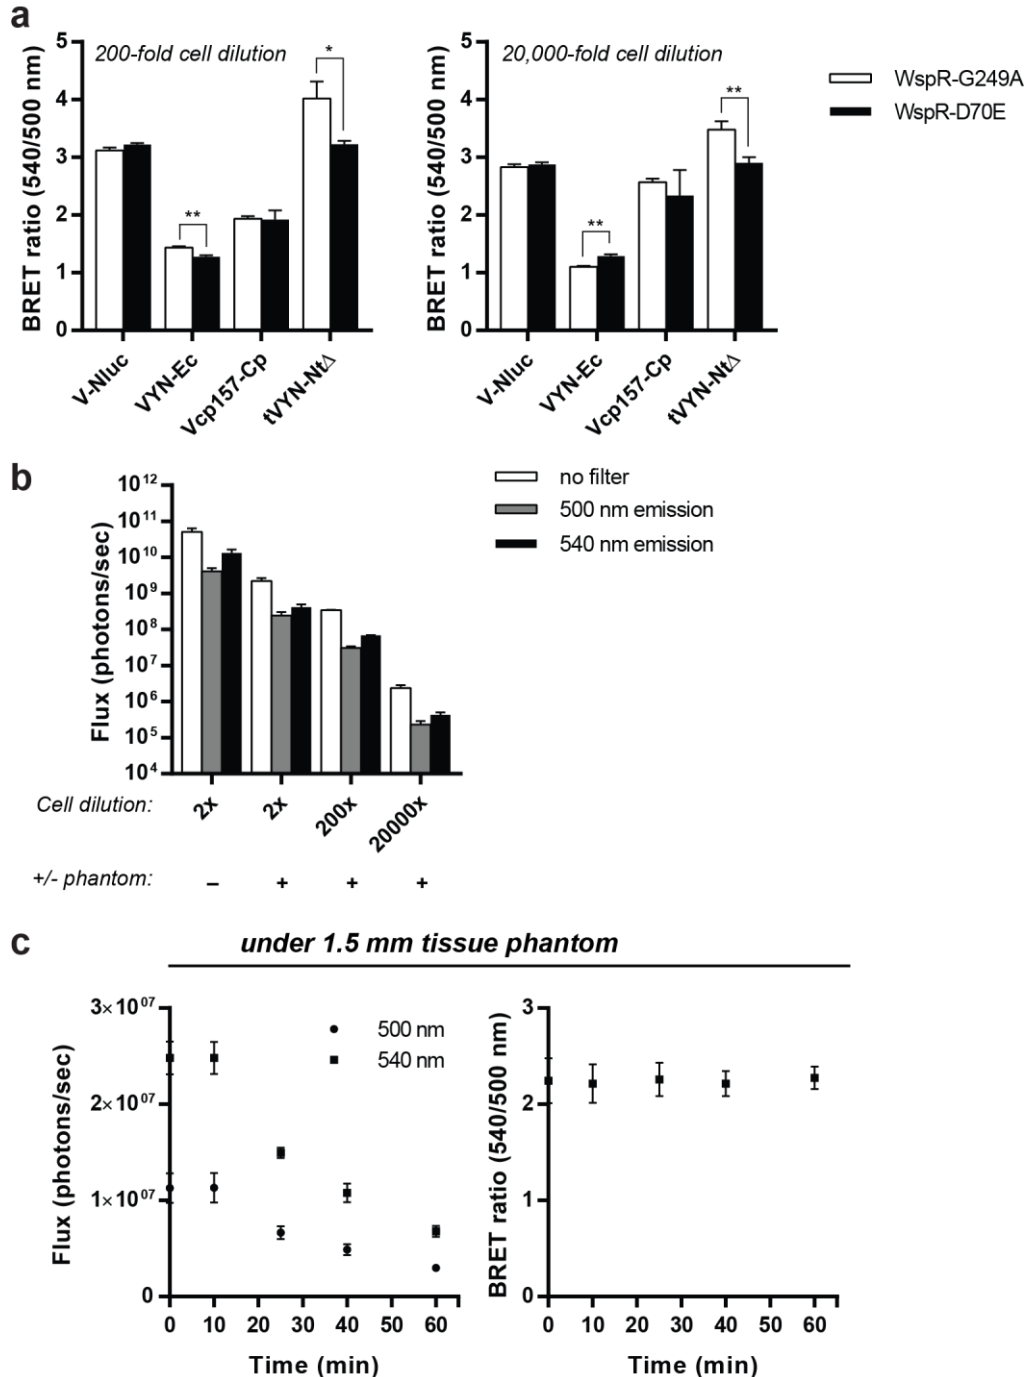 a
200-fold cell dilution
20,000-fold cell dilution
WspR-G249A
WspR-D70E
BRET ratio (540/500 nm)
5
4
3
2
1
0
*
**
V-Nluc
VYN-Ec
Vcp157-Cp
tVYN-Nt∆
BRET ratio (540/500 nm)
5
4
3
2
1
0
**
**
V-Nluc
VYN-Ec
Vcp157-Cp
tVYN-Nt∆
b
no filter
500 nm emission
540 nm emission
Flux (photons/sec)
10¹²
10¹¹
10¹⁰
10⁹
10⁸
10⁷
10⁶
10⁵
10⁴
Cell dilution: 2x 2x 200x 20000x
+/- phantom: – + + +
c
under 1.5 mm tissue phantom
Flux (photons/sec)
3×10⁰⁷
2×10⁰⁷
1×10⁰⁷
0
500 nm
540 nm
0 10 20 30 40 50 60
Time (min)
BRET ratio (540/500 nm)
3
2
1
0
0 10 20 30 40 50 60
Time (min)